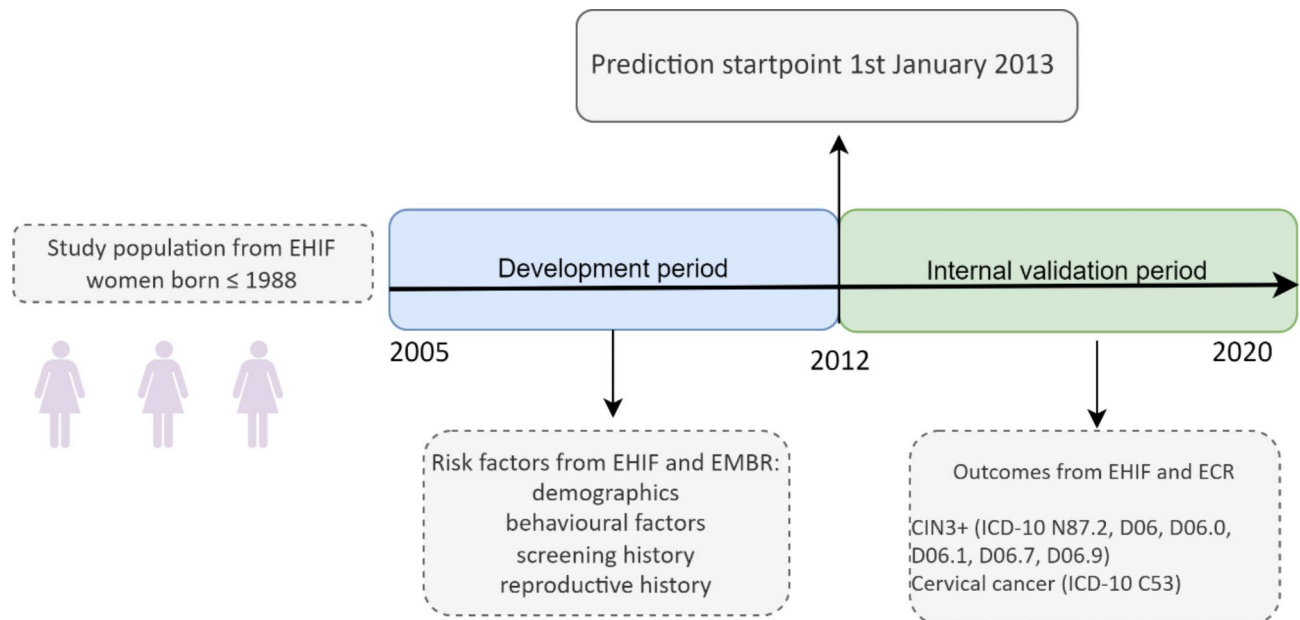 Prediction startpoint 1st January 2013
Study population from EHIF
women born ≤ 1988
Development period
Internal validation period
2005
2012
2020
Risk factors from EHIF and EMBR:
demographics
behavioural factors
screening history
reproductive history
Outcomes from EHIF and ECR
CIN3+ (ICD-10 N87.2, D06, D06.0,
D06.1, D06.7, D06.9)
Cervical cancer (ICD-10 C53)